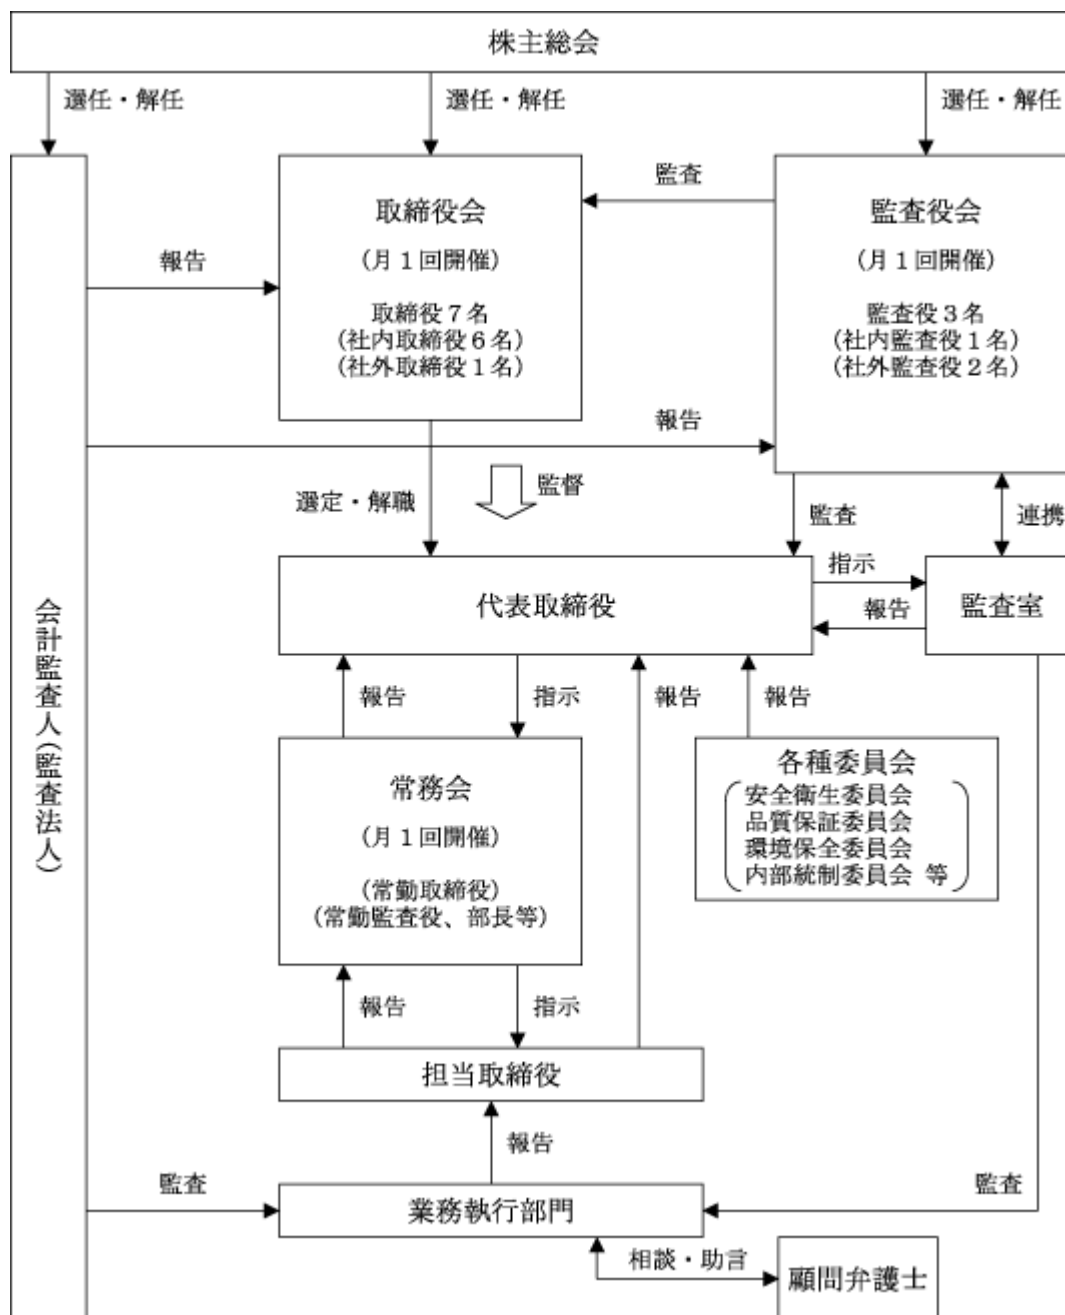 株主総会
選任・解任
選任・解任
選任・解任
取締役会
(月1回開催)
取締役7名
(社内取締役6名)
(社外取締役1名)
監査
監査役会
(月1回開催)
監査役3名
(社内監査役1名)
(社外監査役2名)
報告
報告
選定・解職
監督
監査
連携
代表取締役
指示
報告
監査室
会計監査人(監査法人)
報告
指示
報告
報告
常務会
(月1回開催)
(常勤取締役)
(常勤監査役、部長等)
各種委員会
安全衛生委員会
品質保証委員会
環境保全委員会
内部統制委員会 等
報告
指示
担当取締役
報告
監査
業務執行部門
監査
相談・助言
顧問弁護士